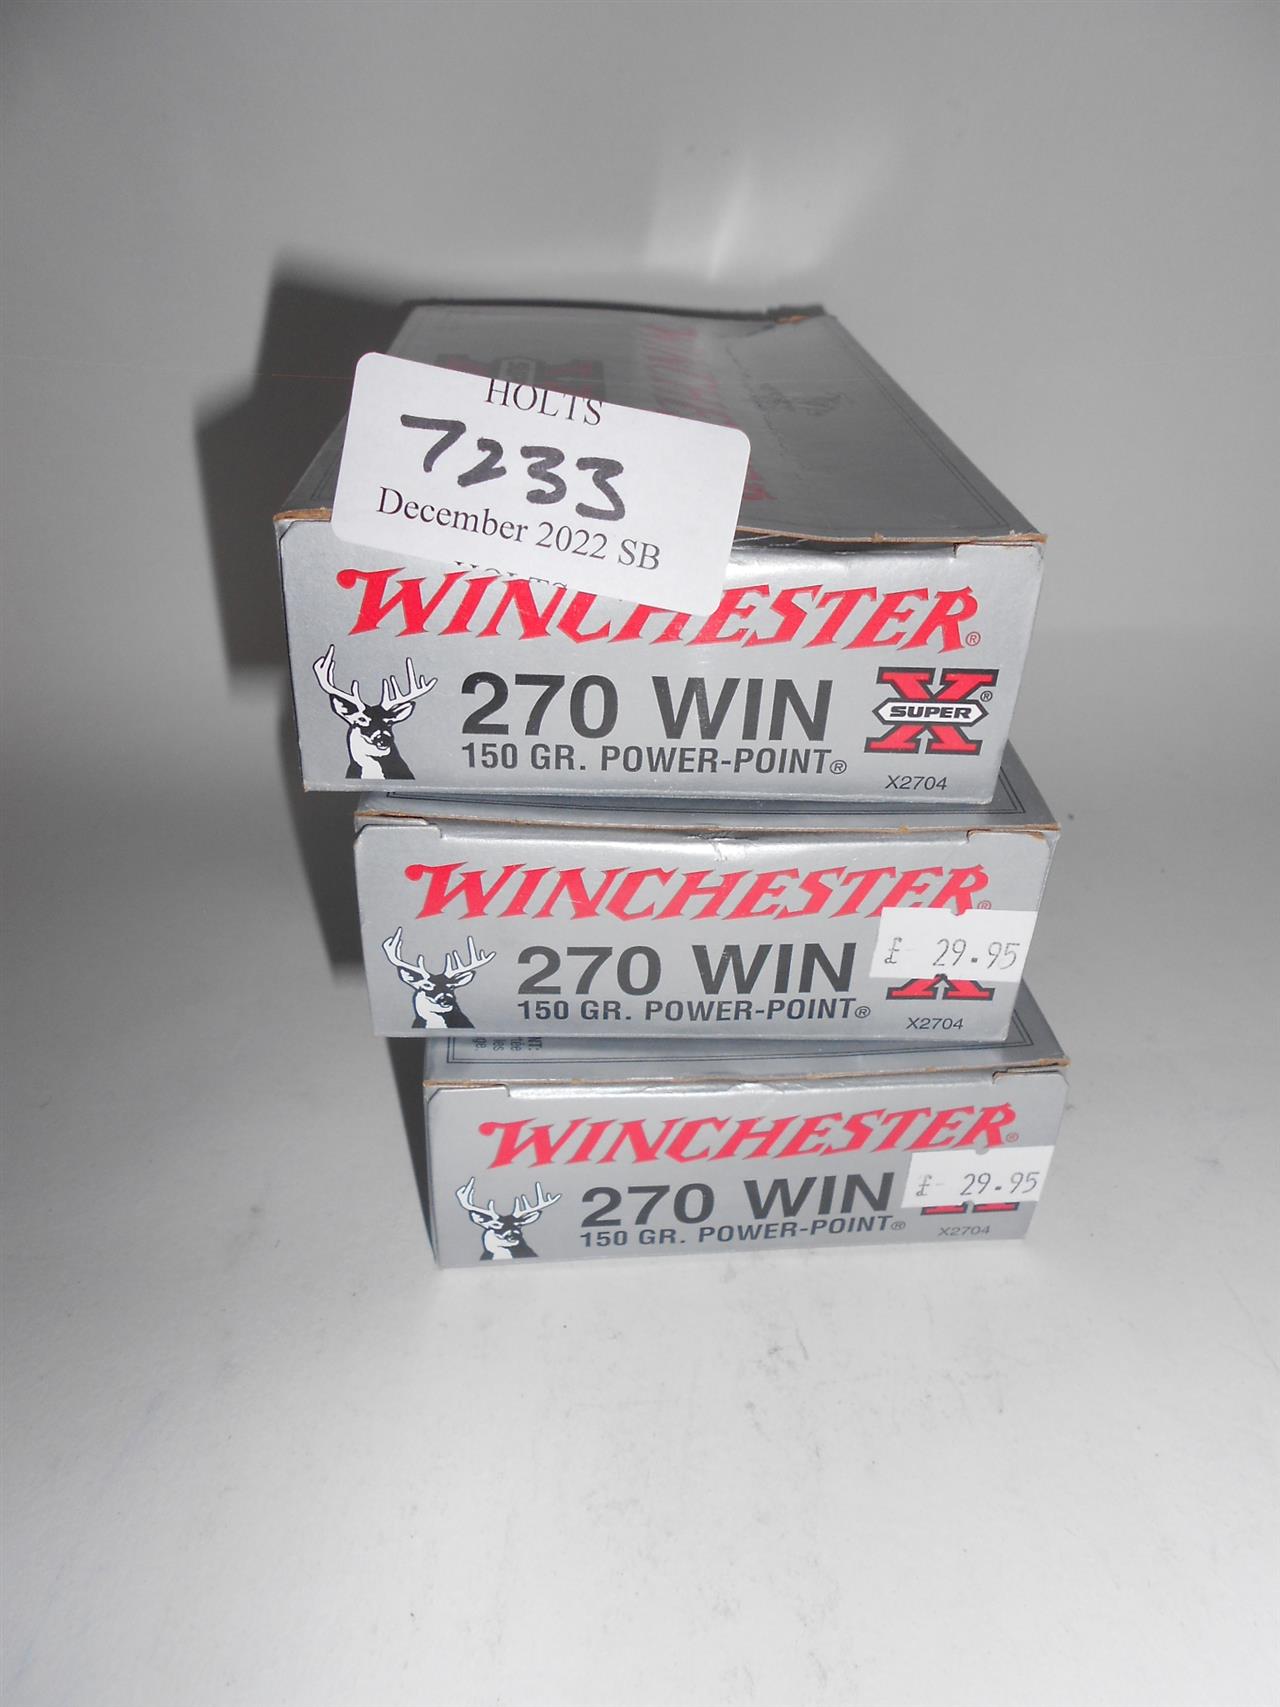 HOLTS
7233
December 2022 SB
WINCHESTER®
270 WIN
150 GR. POWER-POINT®
X®
SUPER
X2704
WINCHESTER®
270 WIN
150 GR. POWER-POINT®
£ 29.95
X2704
WINCHESTER®
270 WIN
150 GR. POWER-POINT®
£ 29.95
X2704